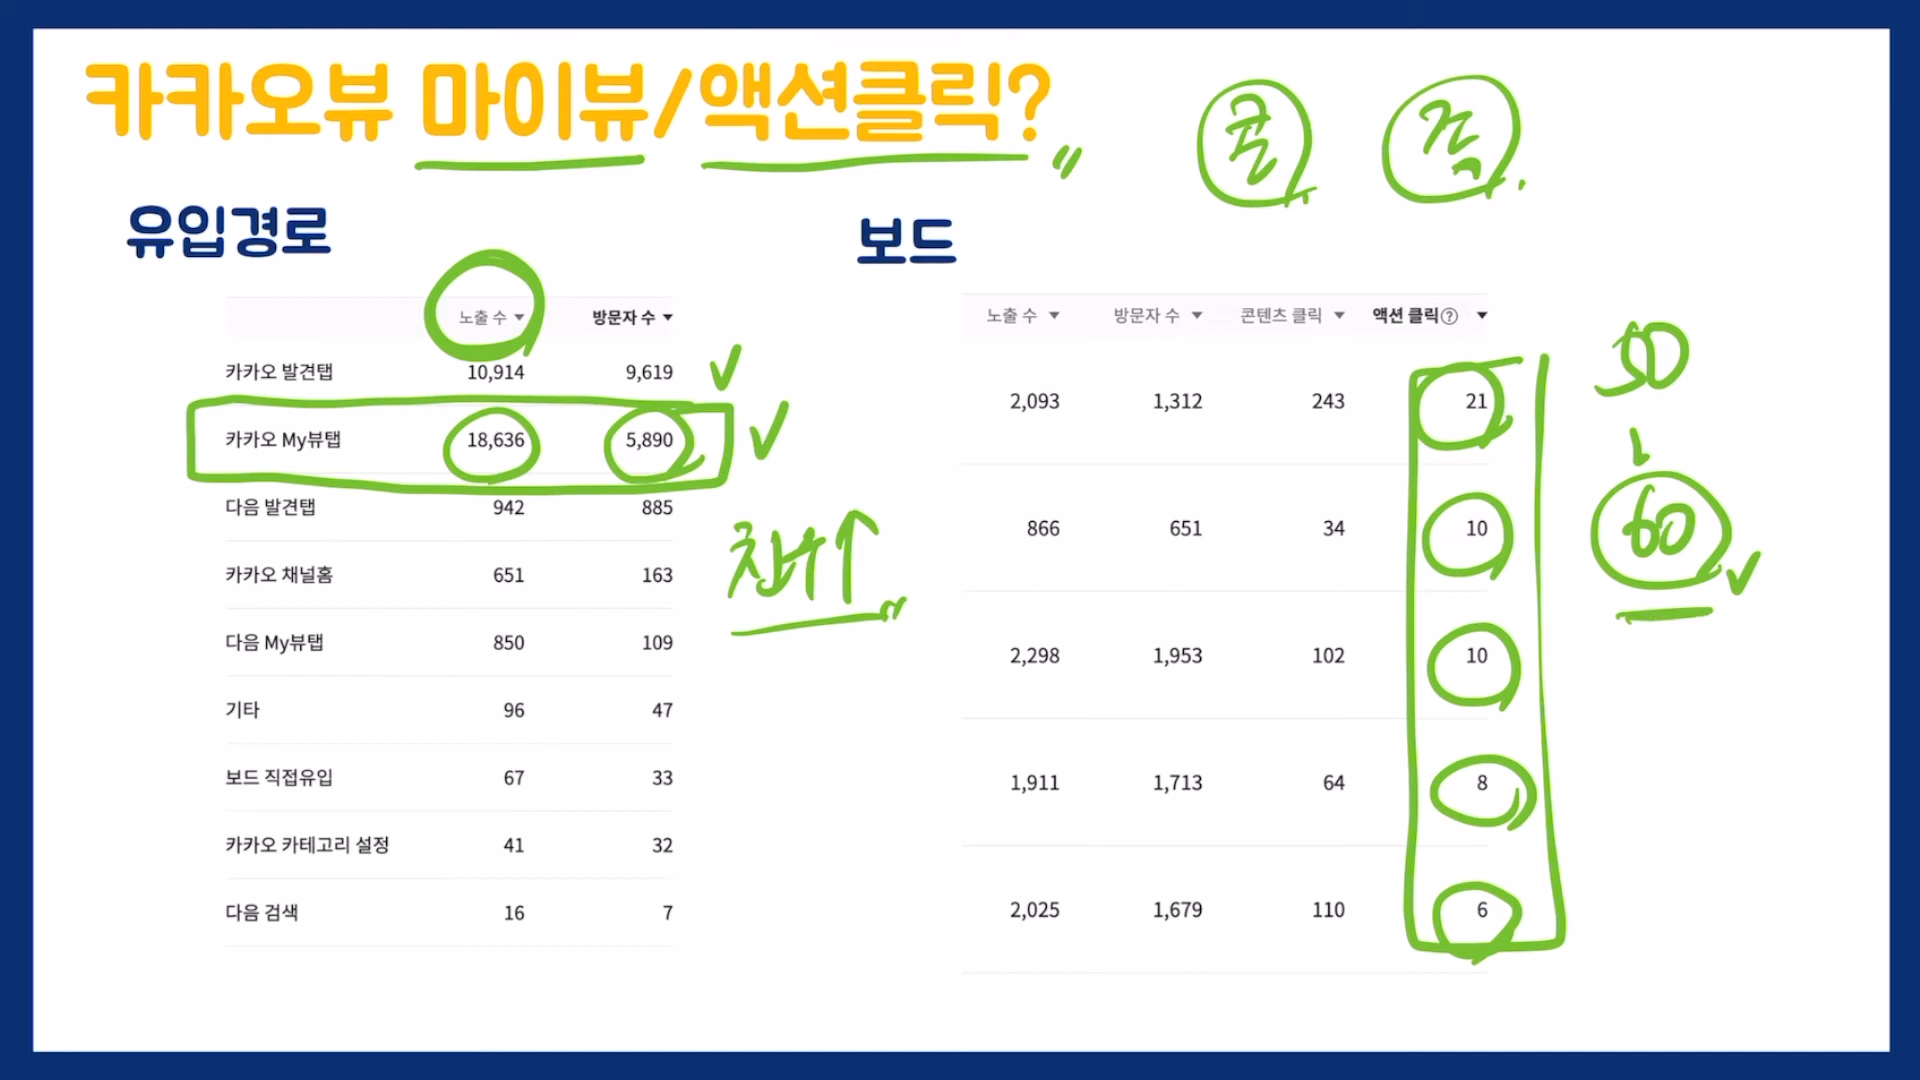 카카오뷰 마이뷰/액션클릭?
유입경로
노출 수 ▼ 방문자 수 ▼
카카오 발견탭 10,914 9,619
카카오 My뷰탭 18,636 5,890
다음 발견탭 942 885
카카오 채널홈 651 163
다음 My뷰탭 850 109
기타 96 47
보드 직접유입 67 33
카카오 카테고리 설정 41 32
다음 검색 16 7
보드
노출 수 ▼ 방문자 수 ▼ 콘텐츠 클릭 ▼ 액션 클릭? ▼
2,093 1,312 243 21
866 651 34 10
2,298 1,953 102 10
1,911 1,713 64 8
2,025 1,679 110 6
50
60